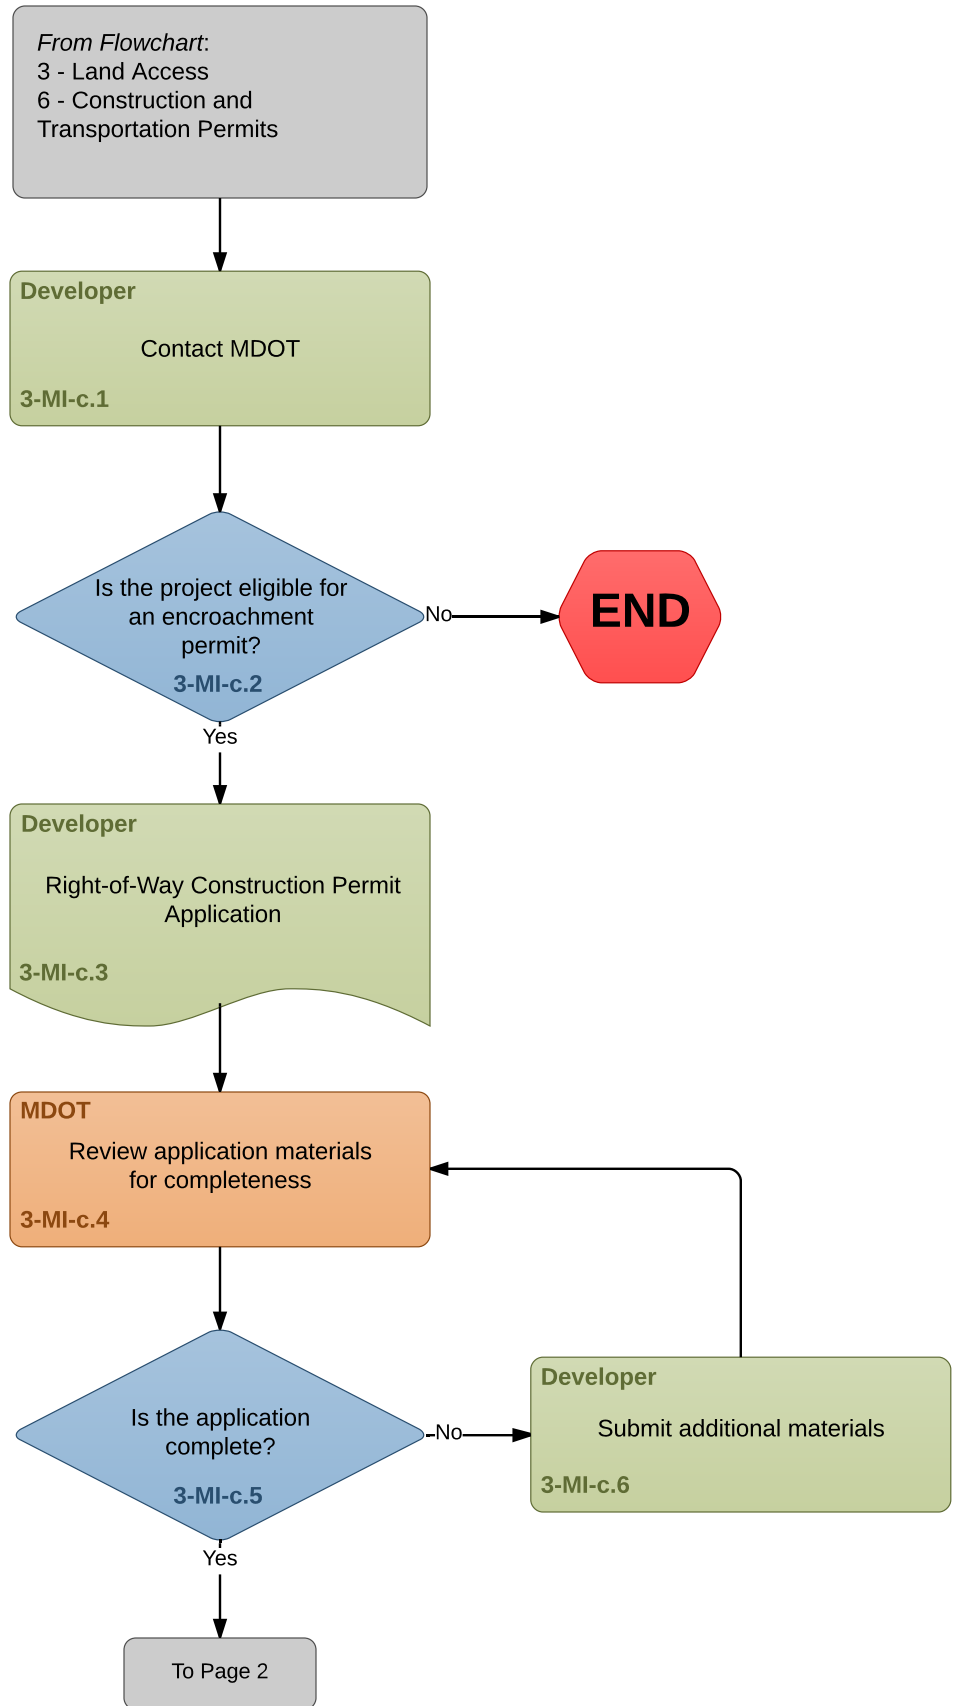 From Flowchart:
3 - Land Access
6 - Construction and
Transportation Permits
Developer
Contact MDOT
3-MI-c.1
Is the project eligible for
an encroachment
permit?
3-MI-c.2
No
END
Yes
Developer
Right-of-Way Construction Permit
Application
3-MI-c.3
MDOT
Review application materials
for completeness
3-MI-c.4
Is the application
complete?
3-MI-c.5
No
Developer
Submit additional materials
3-MI-c.6
Yes
To Page 2